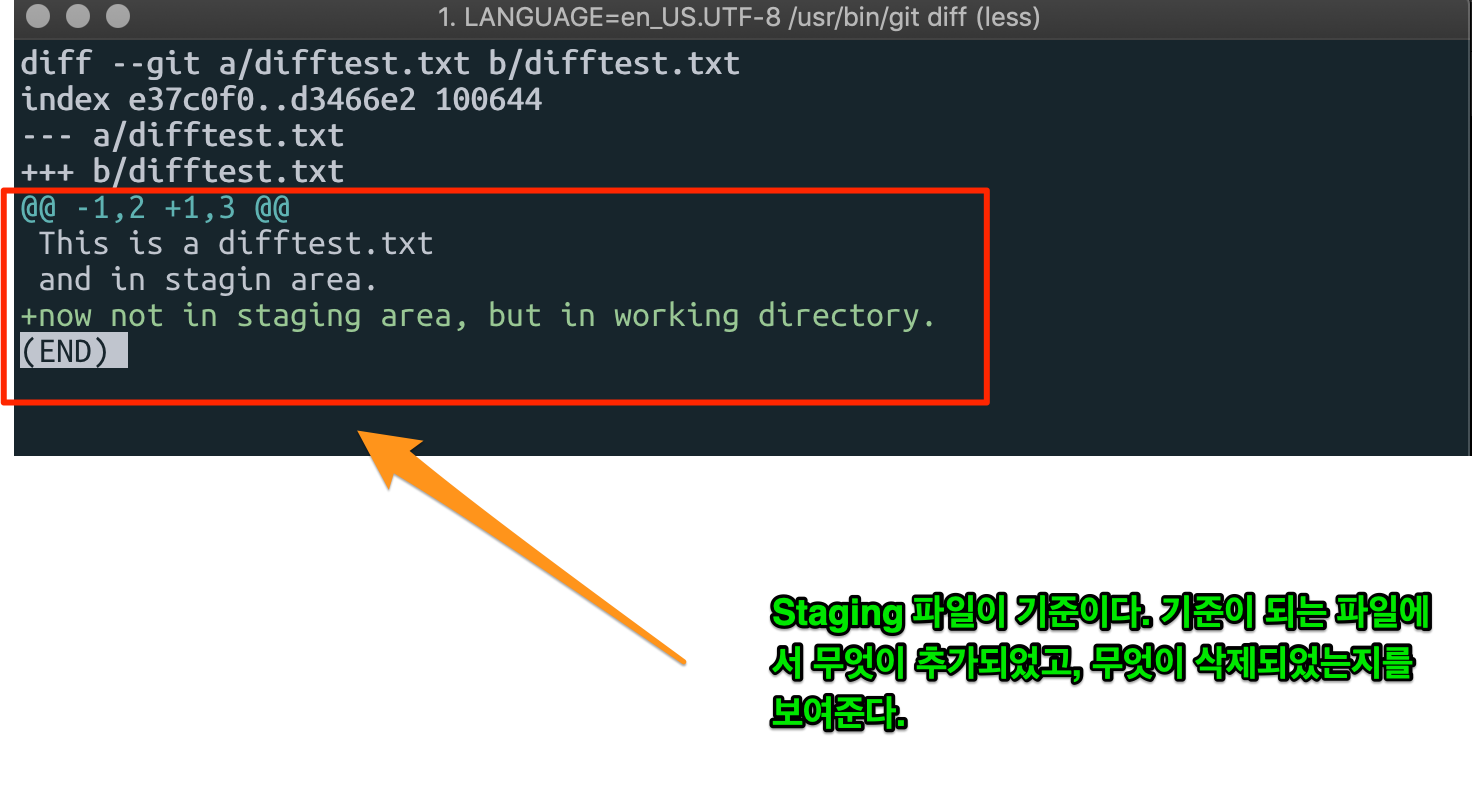 1. LANGUAGE=en_US.UTF-8 /usr/bin/git diff (less)
diff --git a/difftest.txt b/difftest.txt
index e37c0f0..d3466e2 100644
--- a/difftest.txt
+++ b/difftest.txt
@@ -1,2 +1,3 @@
 This is a difftest.txt
 and in stagin area.
+now not in staging area, but in working directory.
(END)
Staging 파일이 기준이다. 기준이 되는 파일에
서 무엇이 추가되었고, 무엇이 삭제되었는지를
보여준다.